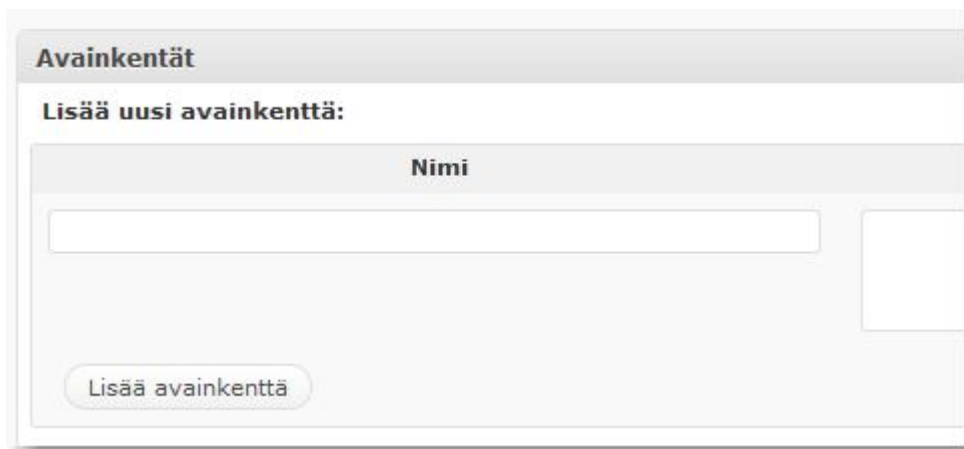 Avainkentät
Lisää uusi avainkenttä:
Nimi
Lisää avainkenttä